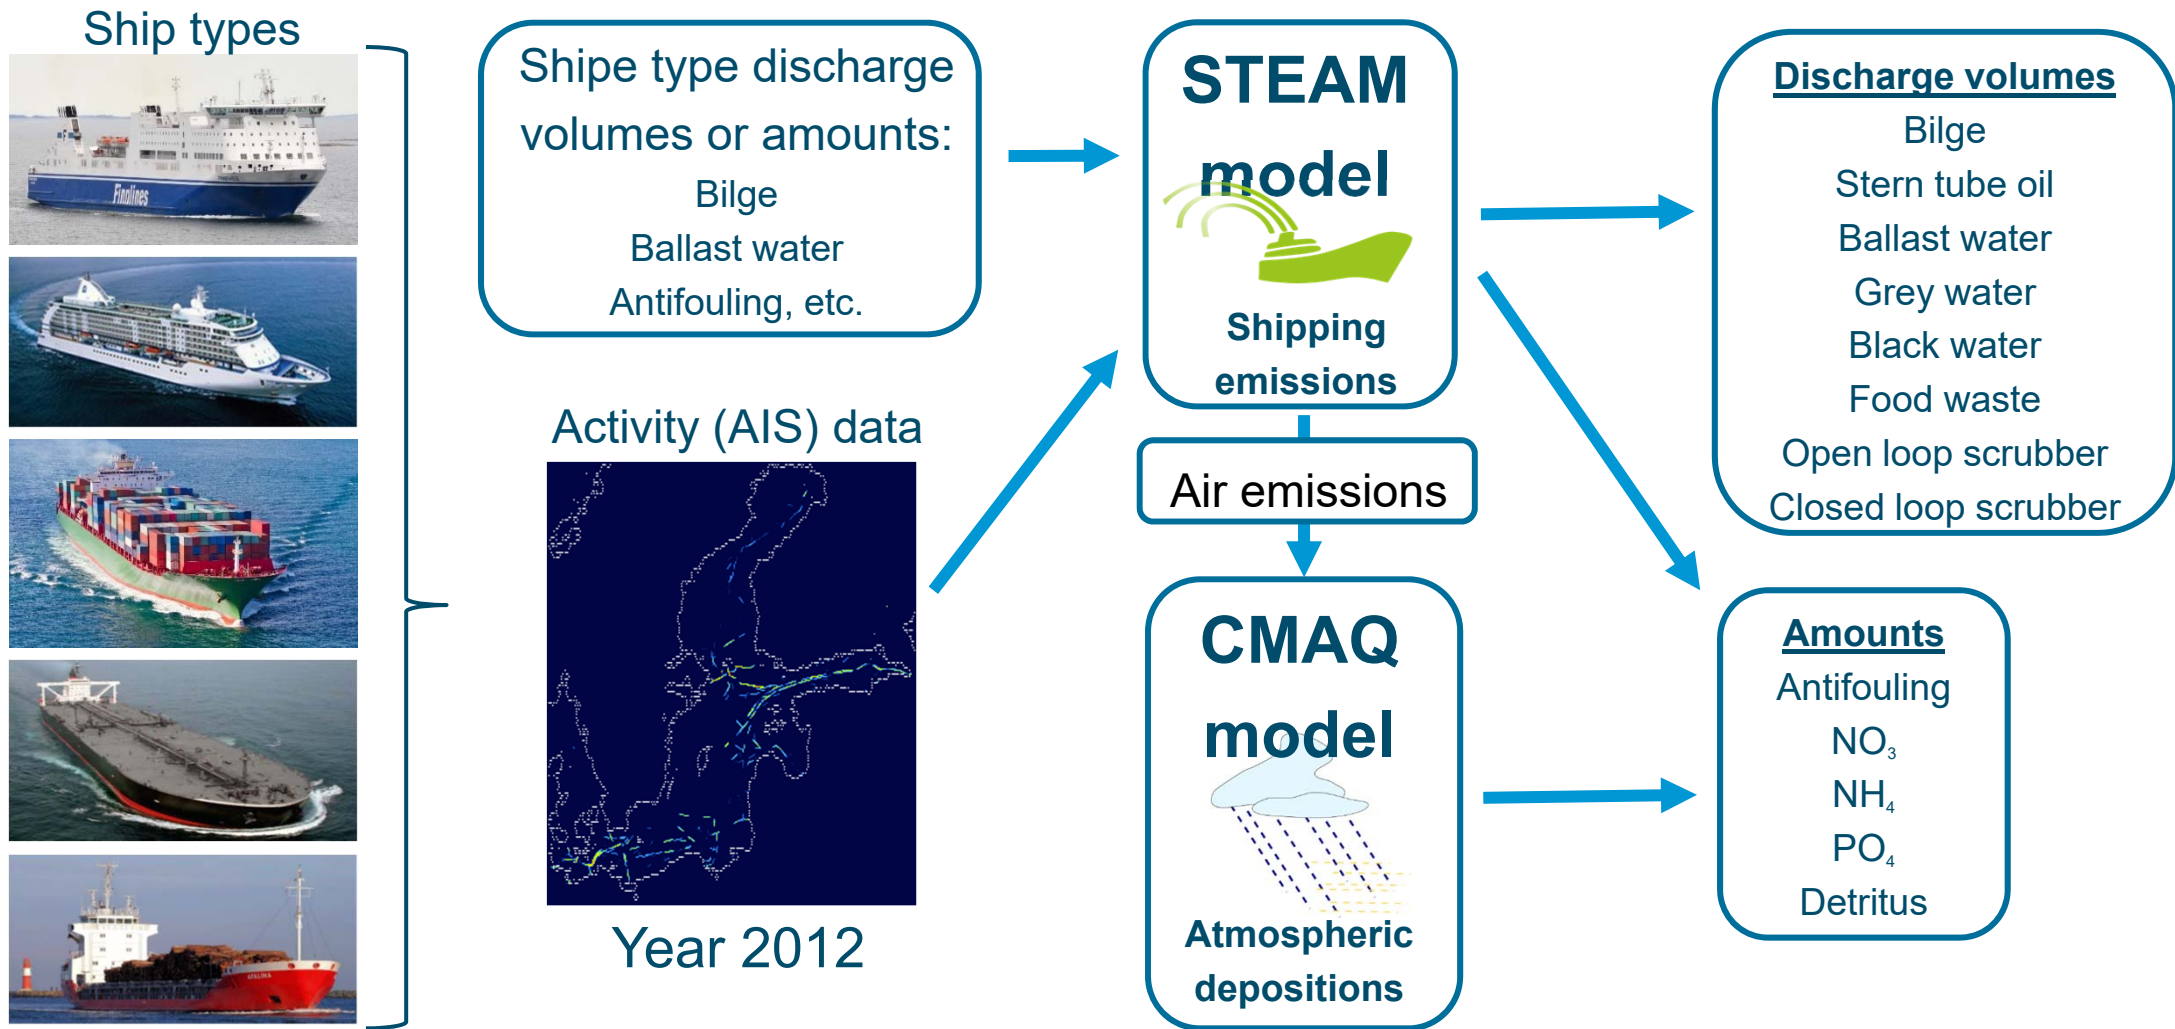 Ship types
Finnlines
AFALINA
Shipe type discharge
volumes or amounts:
Bilge
Ballast water
Antifouling, etc.
Activity (AIS) data
Year 2012
STEAM
model
Shipping
emissions
Air emissions
CMAQ
model
Atmospheric
depositions
Discharge volumes
Bilge
Stern tube oil
Ballast water
Grey water
Black water
Food waste
Open loop scrubber
Closed loop scrubber
Amounts
Antifouling
NO₃
NH₄
PO₄
Detritus